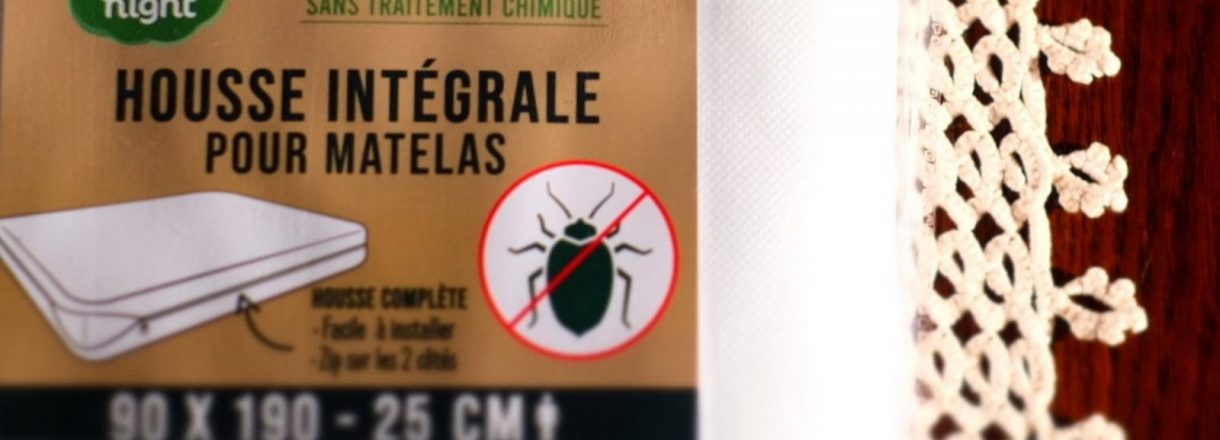 night
SANS TRAITEMENT CHIMIQUE
HOUSSE INTÉGRALE
POUR MATELAS
HOUSSE COMPLÈTE
- Facile à installer
- Zip sur les 2 côtés
90 X 190 - 25 CM